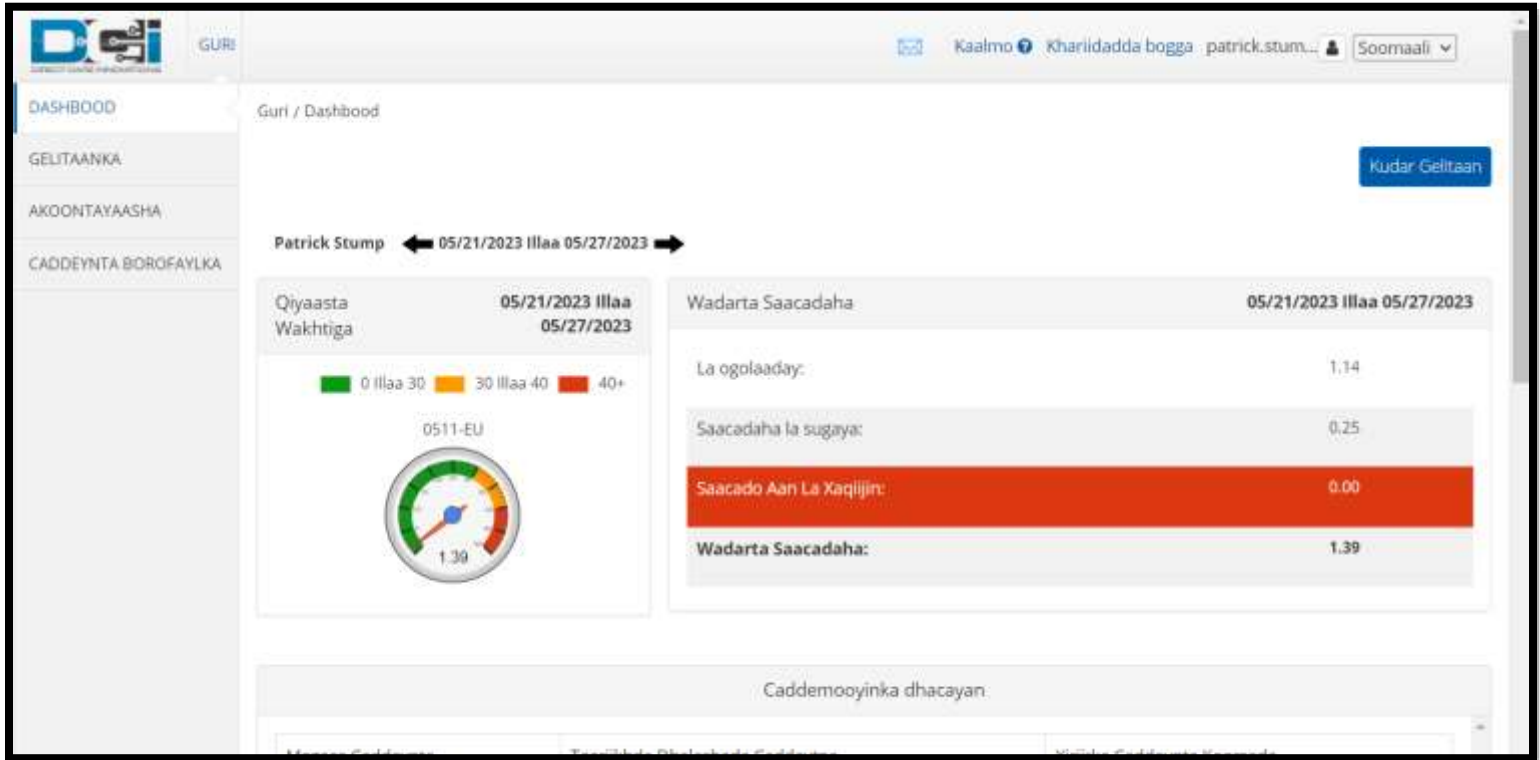 DCI
GURI
Kaalmo ? Khariidadda bogga patrick.stum... Soomaali
DASHBOOD
Guri / Dashbood
GELITAANKA
Kudar Gelitaan
AKOONTAYAASHA
Patrick Stump 05/21/2023 Illaa 05/27/2023
CADDEYNTA BOROFAYLKA
Qiyaasta Wakhtiga
05/21/2023 Illaa 05/27/2023
0 Illaa 30 30 Illaa 40 40+
0511-EU
1.39
Wadarta Saacadaha 05/21/2023 Illaa 05/27/2023
La ogolaaday: 1.14
Saacadaha la sugaya: 0.25
Saacado Aan La Xaqiijin: 0.00
Wadarta Saacadaha: 1.39
Caddemooyinka dhacayan